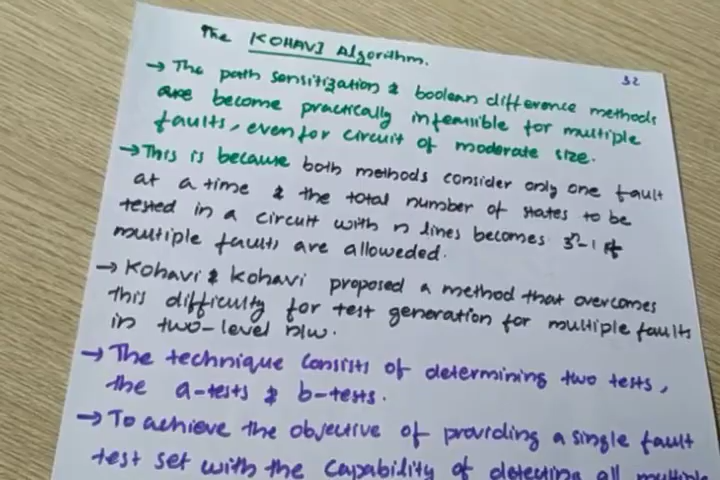 The KOHAVI Algorithm.
32
→ The path sensitization & boolean difference methods
are become practically infeasible for multiple
faults, even for circuit of moderate size.
→ This is because both methods consider only one fault
at a time & the total number of states to be
tested in a circuit with n lines becomes 3ⁿ-1 if
multiple faults are alloweded.
→ Kohavi & kohavi proposed a method that overcomes
this difficulty for test generation for multiple faults
in two-level n/w.
→ The technique consists of determining two tests,
the a-tests & b-tests.
→ To achieve the objective of providing a single fault
test set with the capability of detecting all multiple